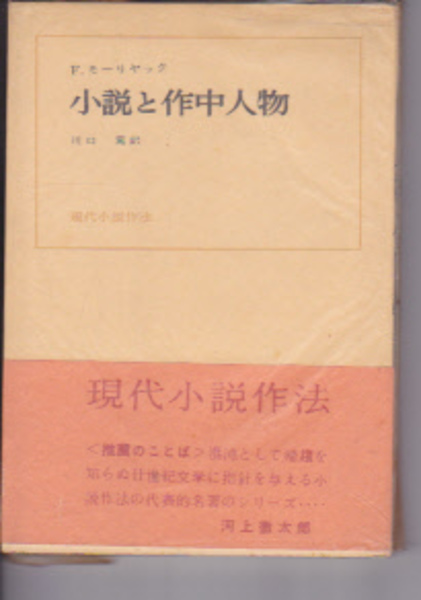 F.モーリヤック
小説と作中人物
川口 篤訳
現代小説作法
現代小説作法
<推薦のことば>混沌として帰趨を
知らぬ廿世紀文学に指針を与える小
説作法の代表的名著のシリーズ‥‥
河上徹太郎